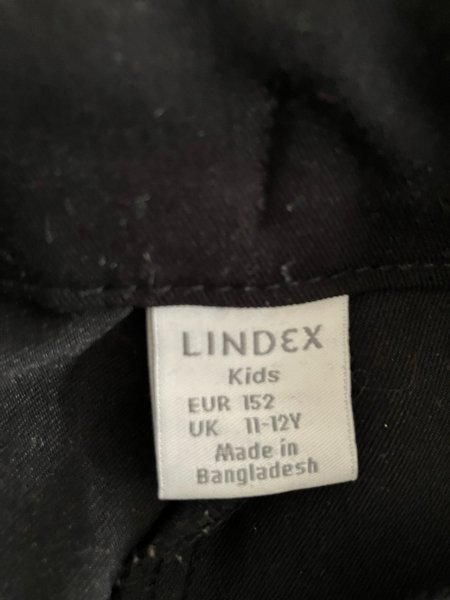 LINDEX
Kids
EUR 152
UK 11-12Y
Made in
Bangladesh